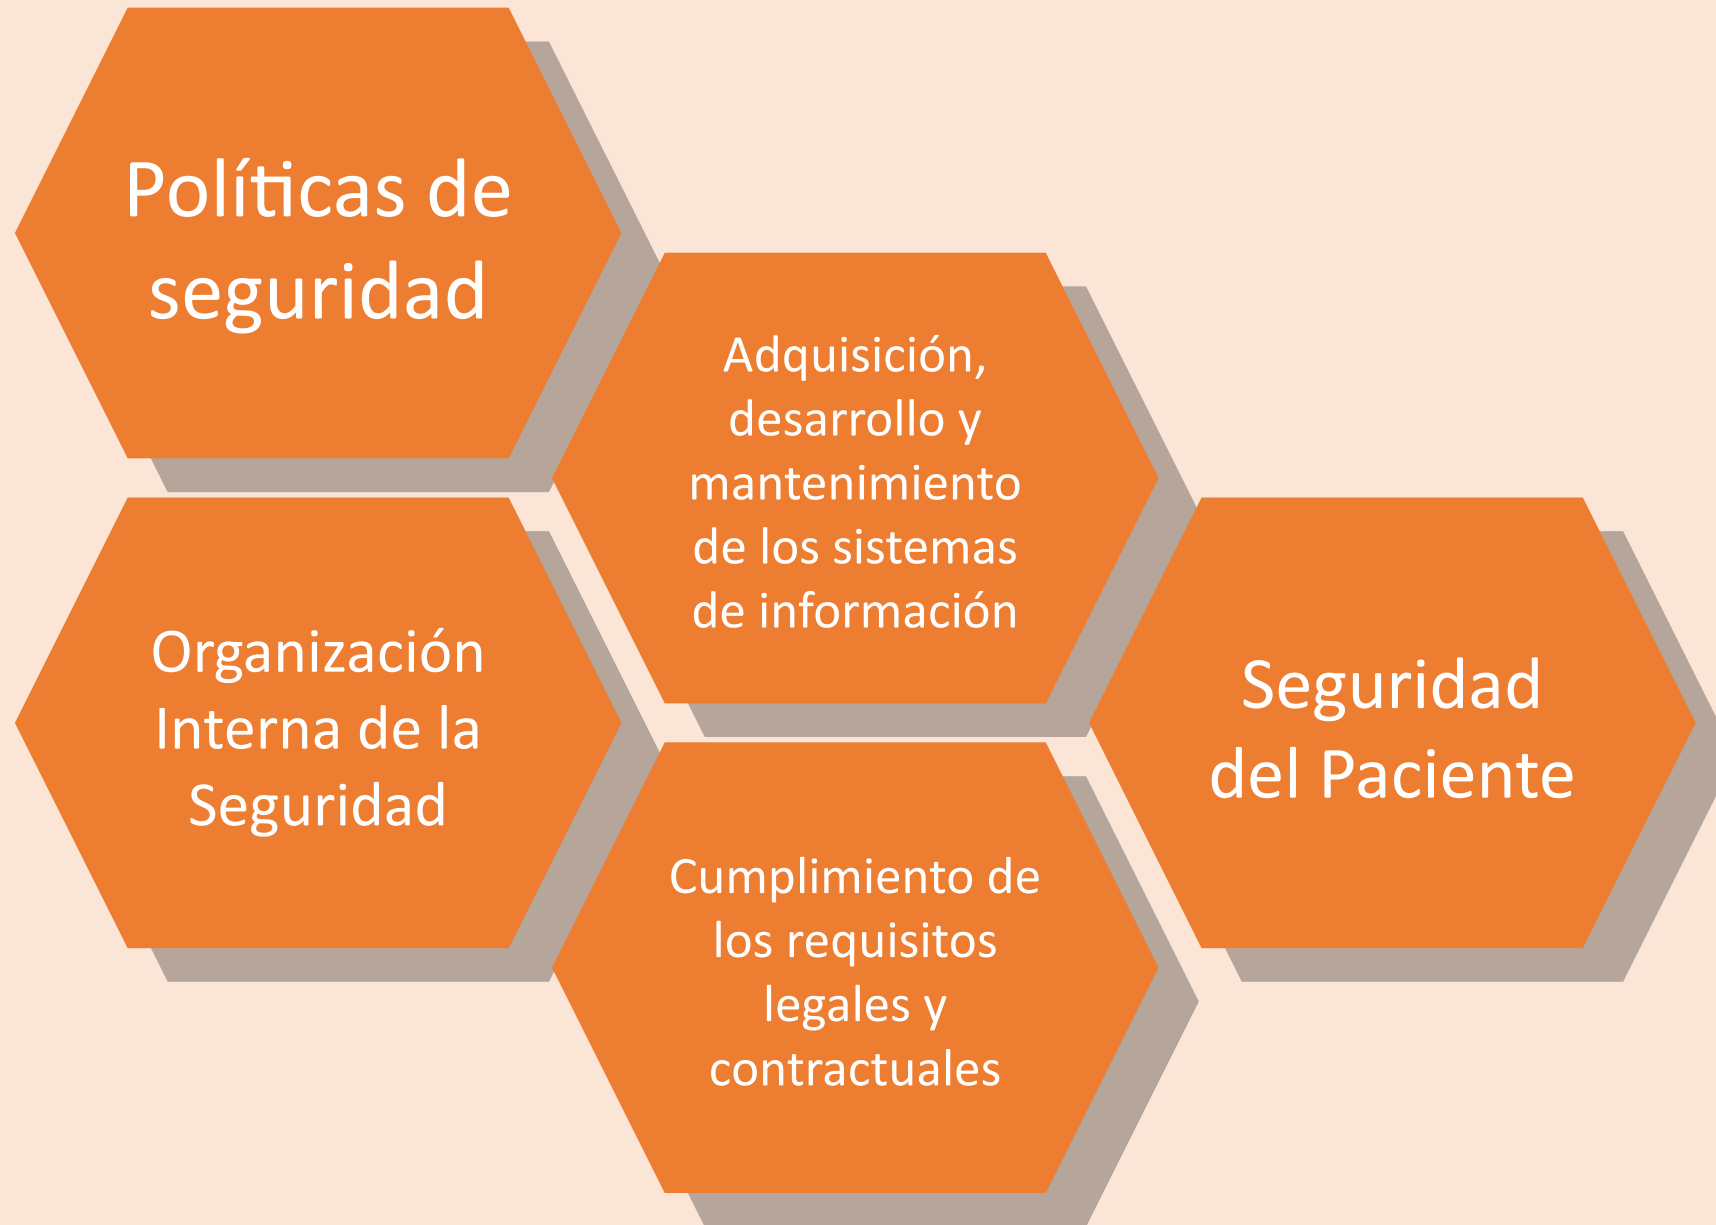 Políticas de
seguridad
Adquisición,
desarrollo y
mantenimiento
de los sistemas
de información
Organización
Interna de la
Seguridad
Seguridad
del Paciente
Cumplimiento de
los requisitos
legales y
contractuales